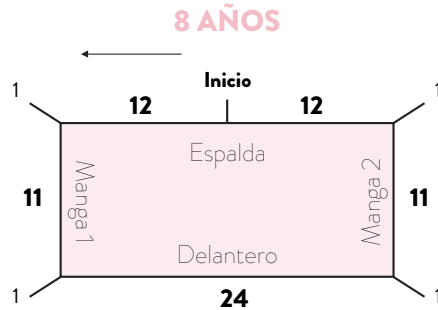 8 AÑOS
Inicio
1
12
12
1
Espalda
11
Manga 1
Manga 2
11
Delantero
1
24
1